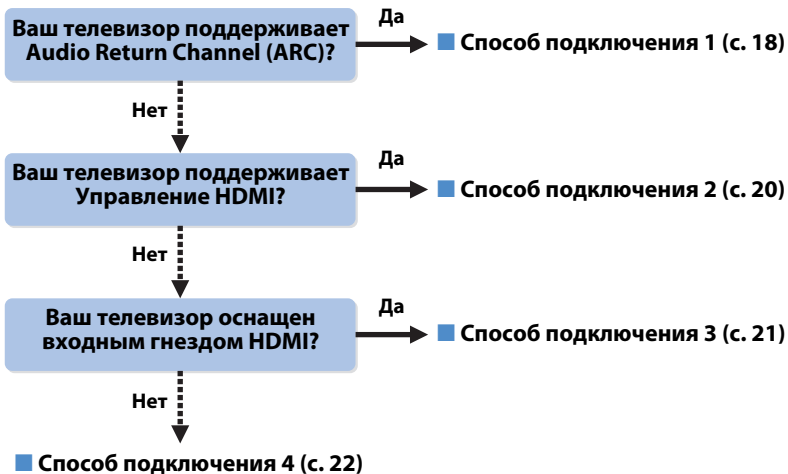 Ваш телевизор поддерживает
Audio Return Channel (ARC)?
Да
■ Способ подключения 1 (с. 18)
Нет
Ваш телевизор поддерживает
Управление HDMI?
Да
■ Способ подключения 2 (с. 20)
Нет
Ваш телевизор оснащен
входным гнездом HDMI?
Да
■ Способ подключения 3 (с. 21)
Нет
■ Способ подключения 4 (с. 22)